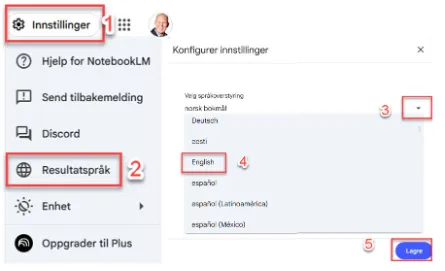 Innstillinger
1
Hjelp for NotebookLM
Send tilbakemelding
Discord
Resultatspråk
2
Enhet
Oppgrader til Plus
Konfigurer innstillinger
Velg språkoverstyring
norsk bokmål
3
Deutsch
eesti
English
4
español
español (Latinoamérica)
español (México)
5
Lagre